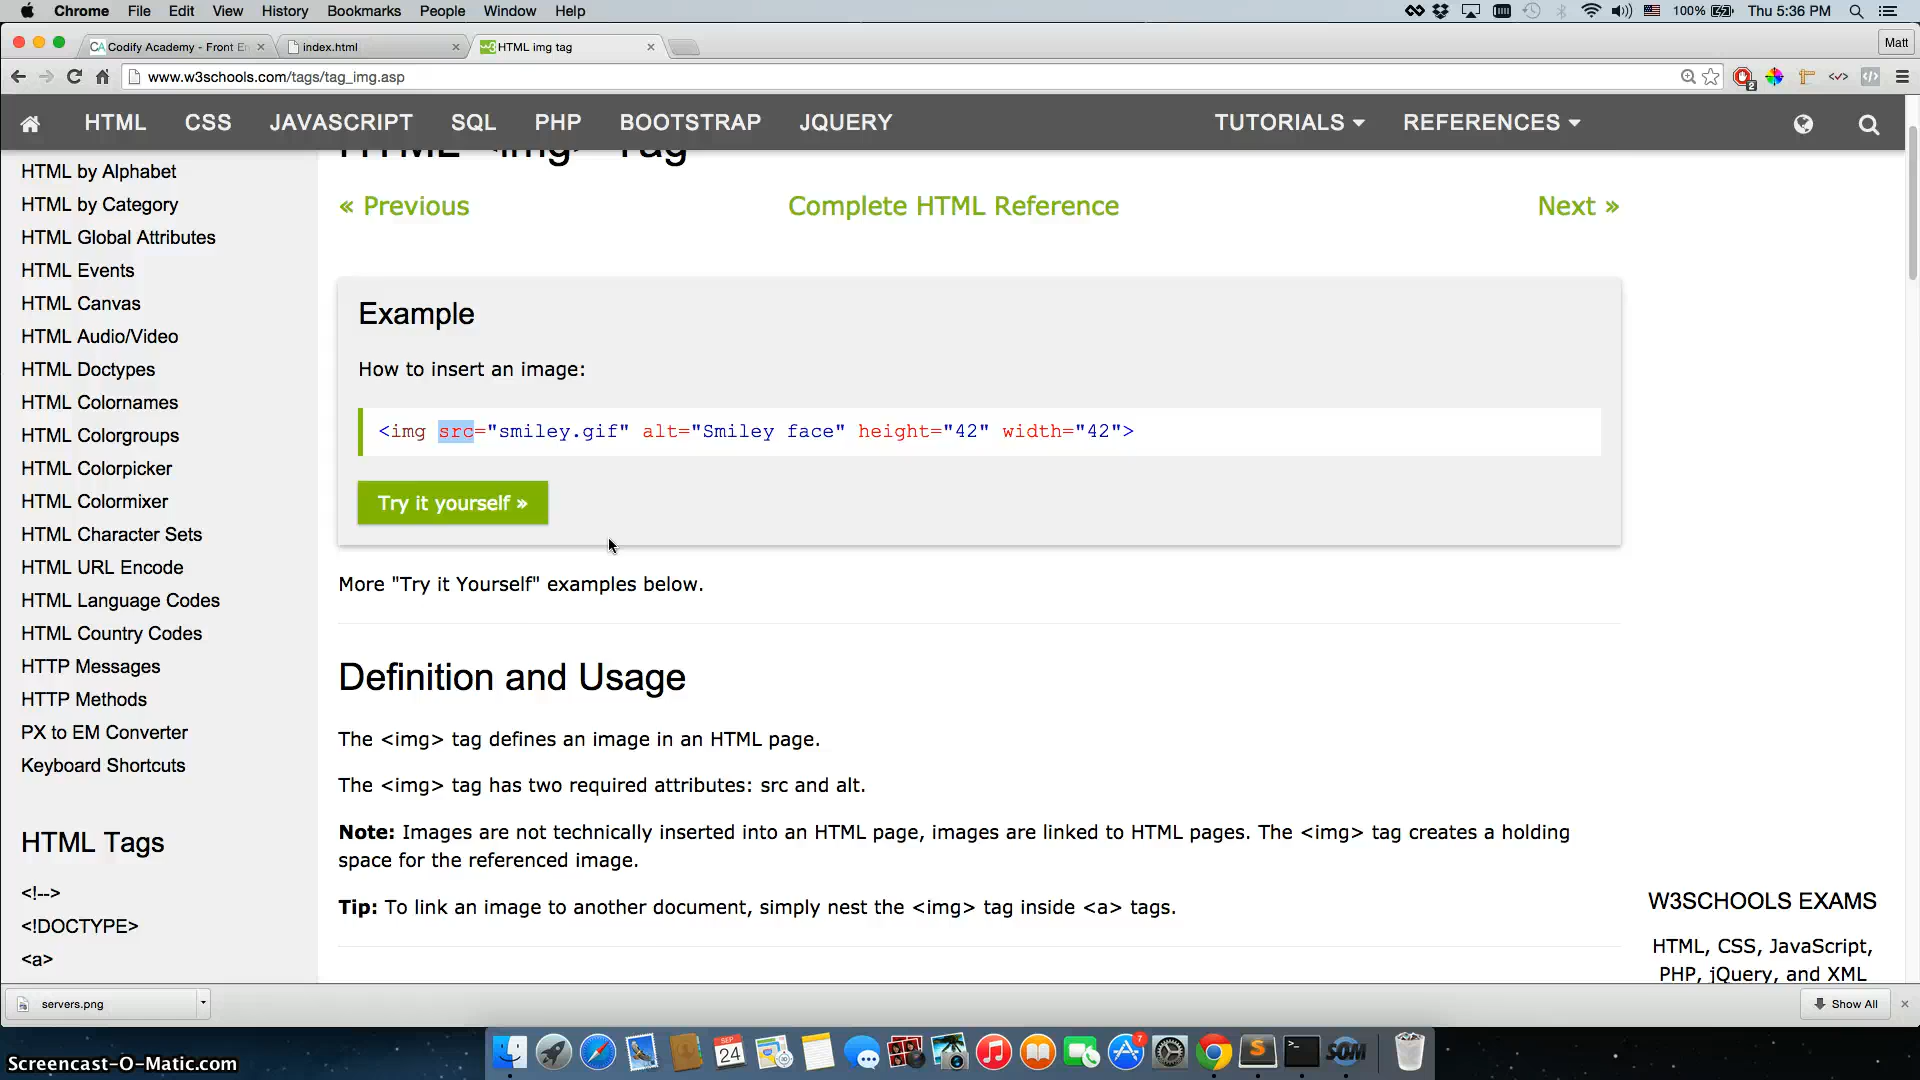 Chrome File Edit View History Bookmarks People Window Help 100% Thu 5:36 PM
Codify Academy - Front En index.html HTML img tag Matt
www.w3schools.com/tags/tag_img.asp
HTML CSS JAVASCRIPT SQL PHP BOOTSTRAP JQUERY TUTORIALS REFERENCES
HTML <img> Tag
« Previous Complete HTML Reference Next »
HTML by Alphabet
HTML by Category
HTML Global Attributes
HTML Events
HTML Canvas
HTML Audio/Video
HTML Doctypes
HTML Colornames
HTML Colorgroups
HTML Colorpicker
HTML Colormixer
HTML Character Sets
HTML URL Encode
HTML Language Codes
HTML Country Codes
HTTP Messages
HTTP Methods
PX to EM Converter
Keyboard Shortcuts
HTML Tags
<!-->
<!DOCTYPE>
<a>
Example
How to insert an image:
<img src="smiley.gif" alt="Smiley face" height="42" width="42">
Try it yourself »
More "Try it Yourself" examples below.
Definition and Usage
The <img> tag defines an image in an HTML page.
The <img> tag has two required attributes: src and alt.
Note: Images are not technically inserted into an HTML page, images are linked to HTML pages. The <img> tag creates a holding
space for the referenced image.
Tip: To link an image to another document, simply nest the <img> tag inside <a> tags.
W3SCHOOLS EXAMS
HTML, CSS, JavaScript,
PHP, jQuery, and XML
servers.png Show All
SEP
24
7
SOM
Screencast-O-Matic.com